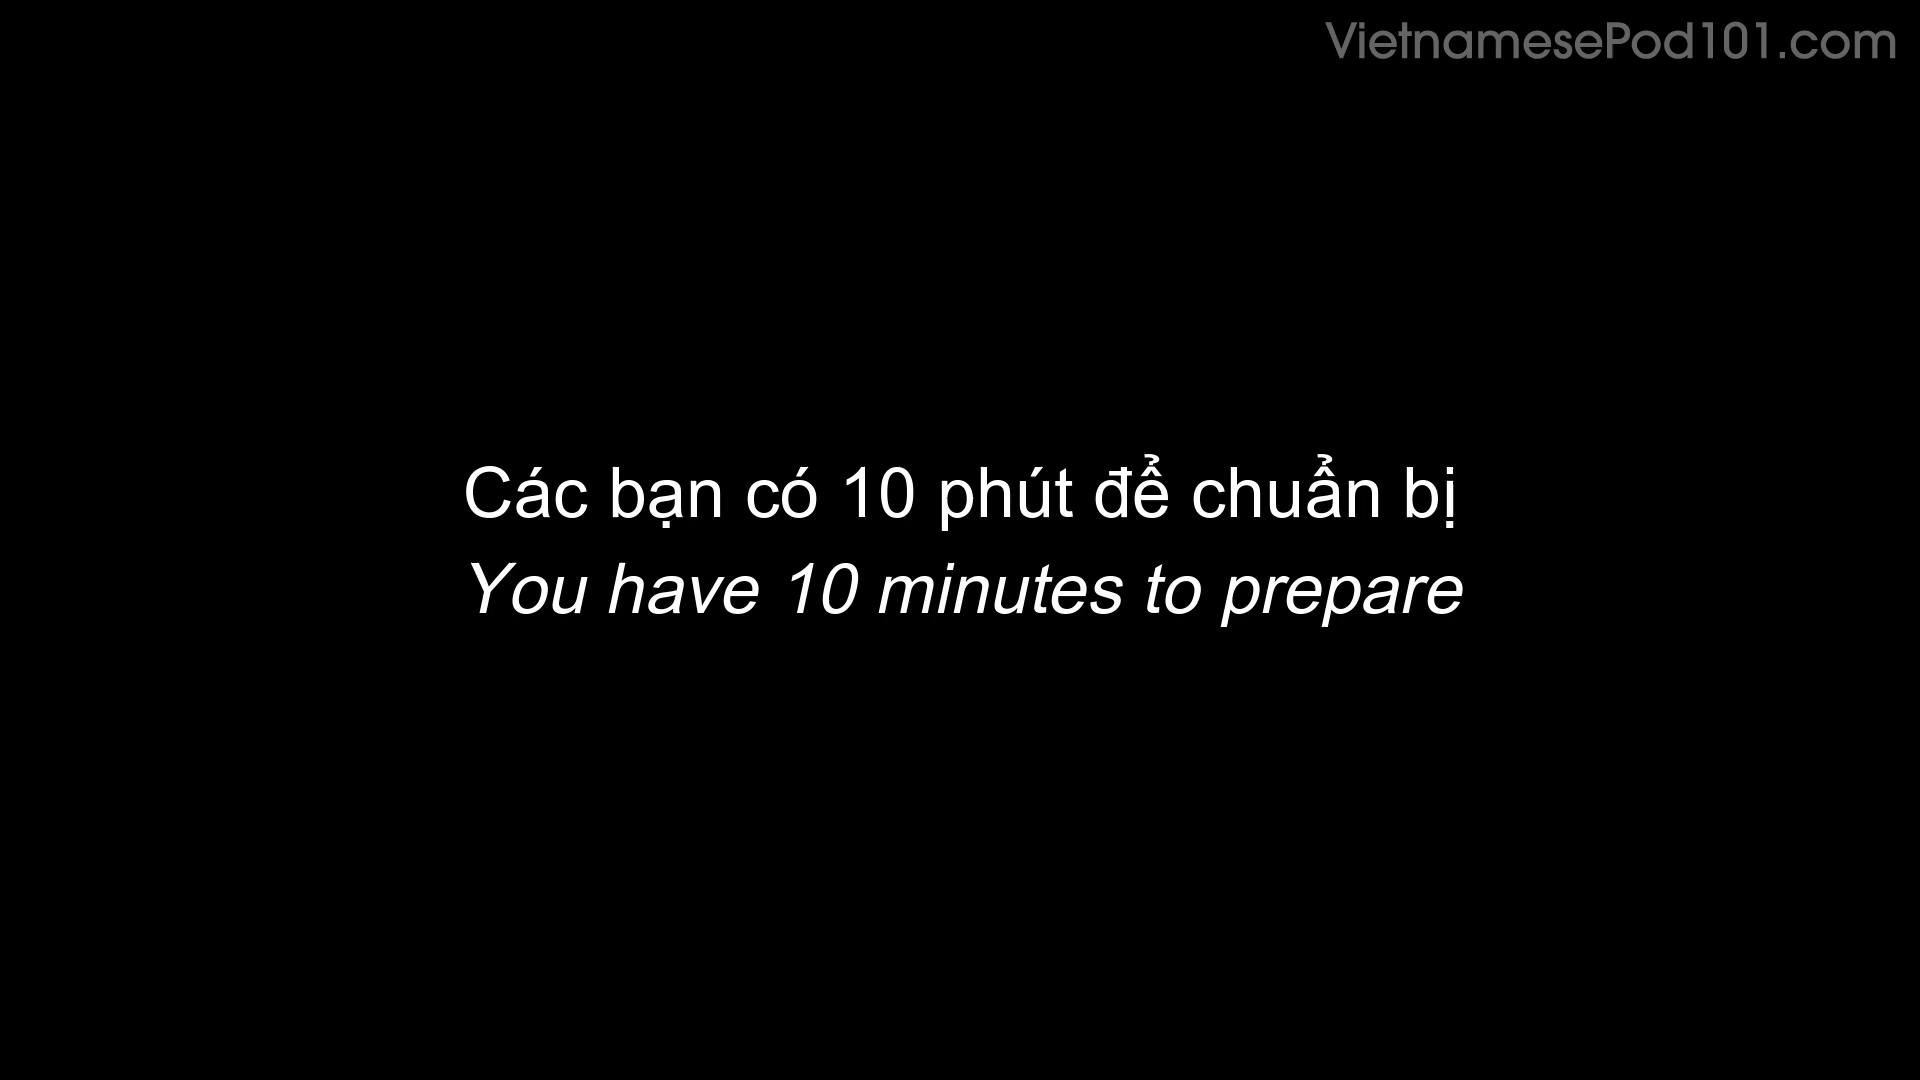 VietnamesePod101.com
Các bạn có 10 phút để chuẩn bị
You have 10 minutes to prepare